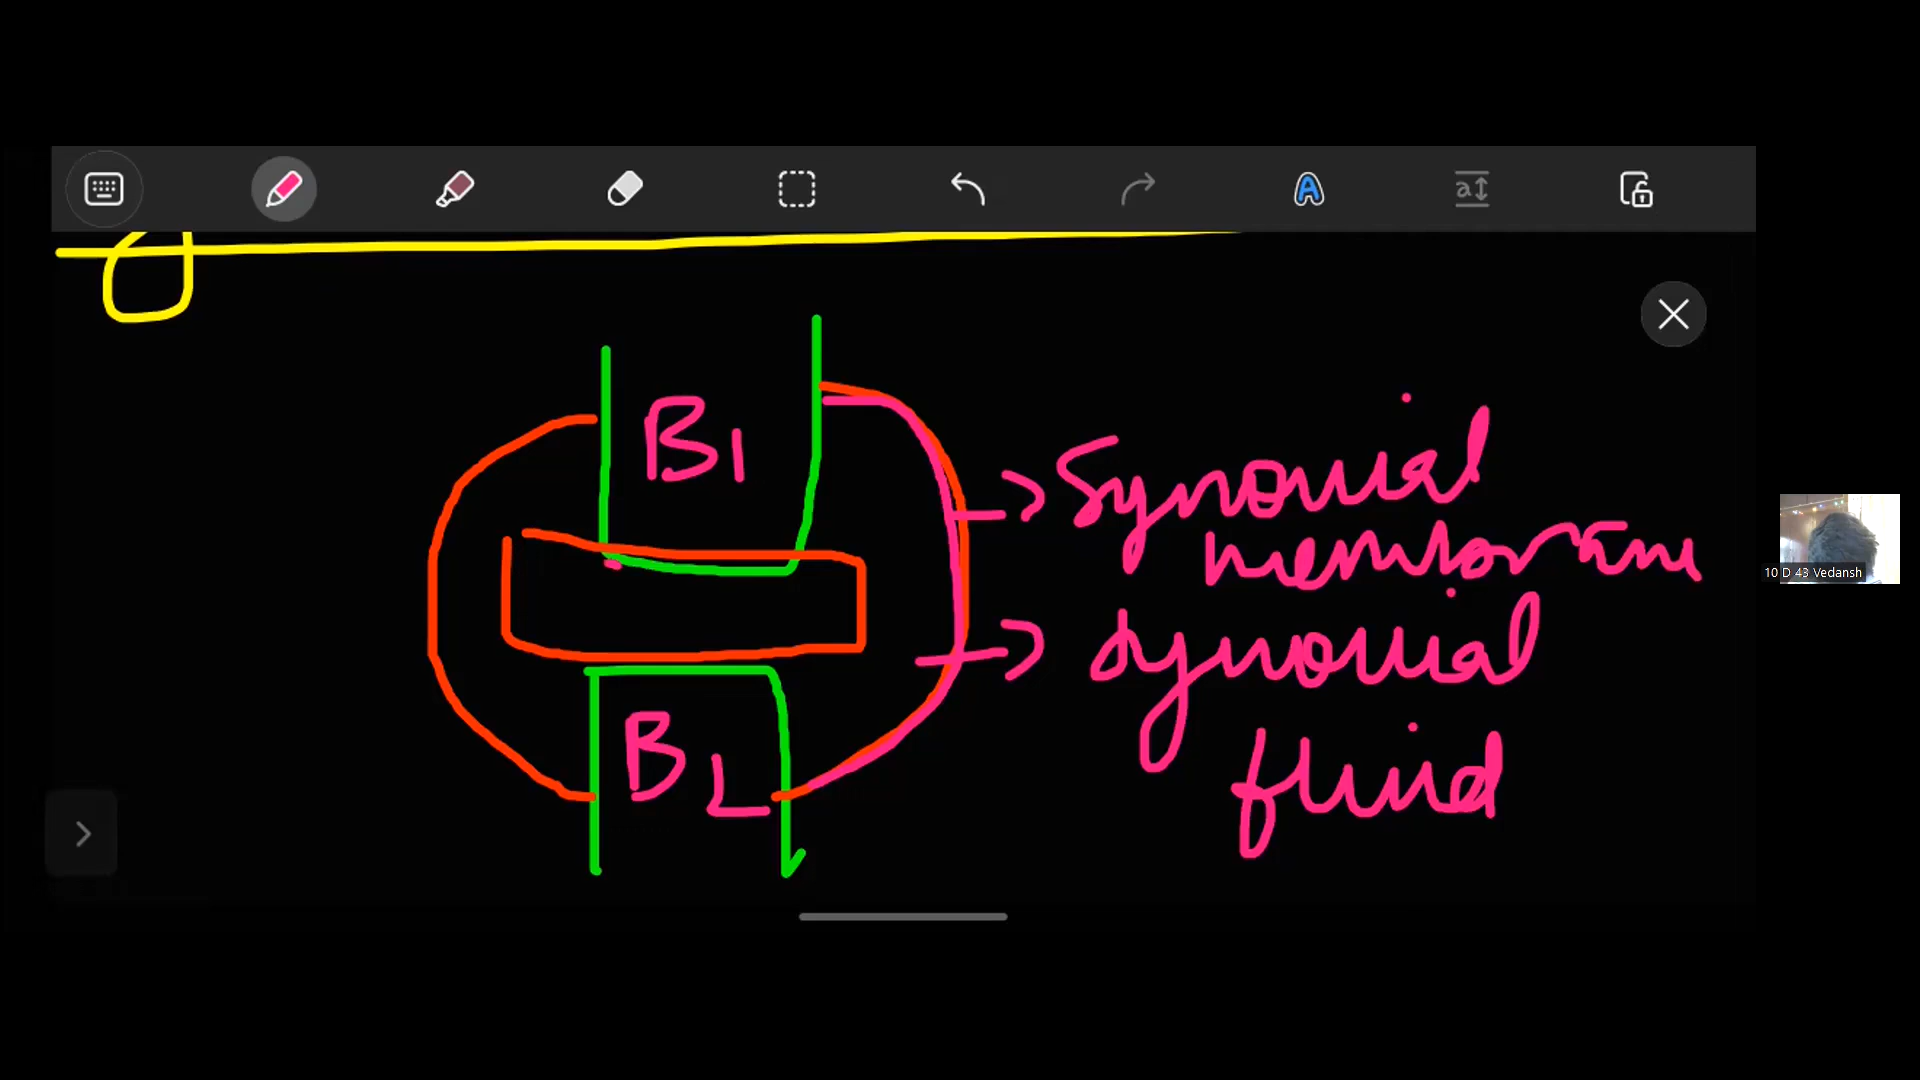 B1
Synovial
membrane
synovial
fluid
B2
10 D 43 Vedansh